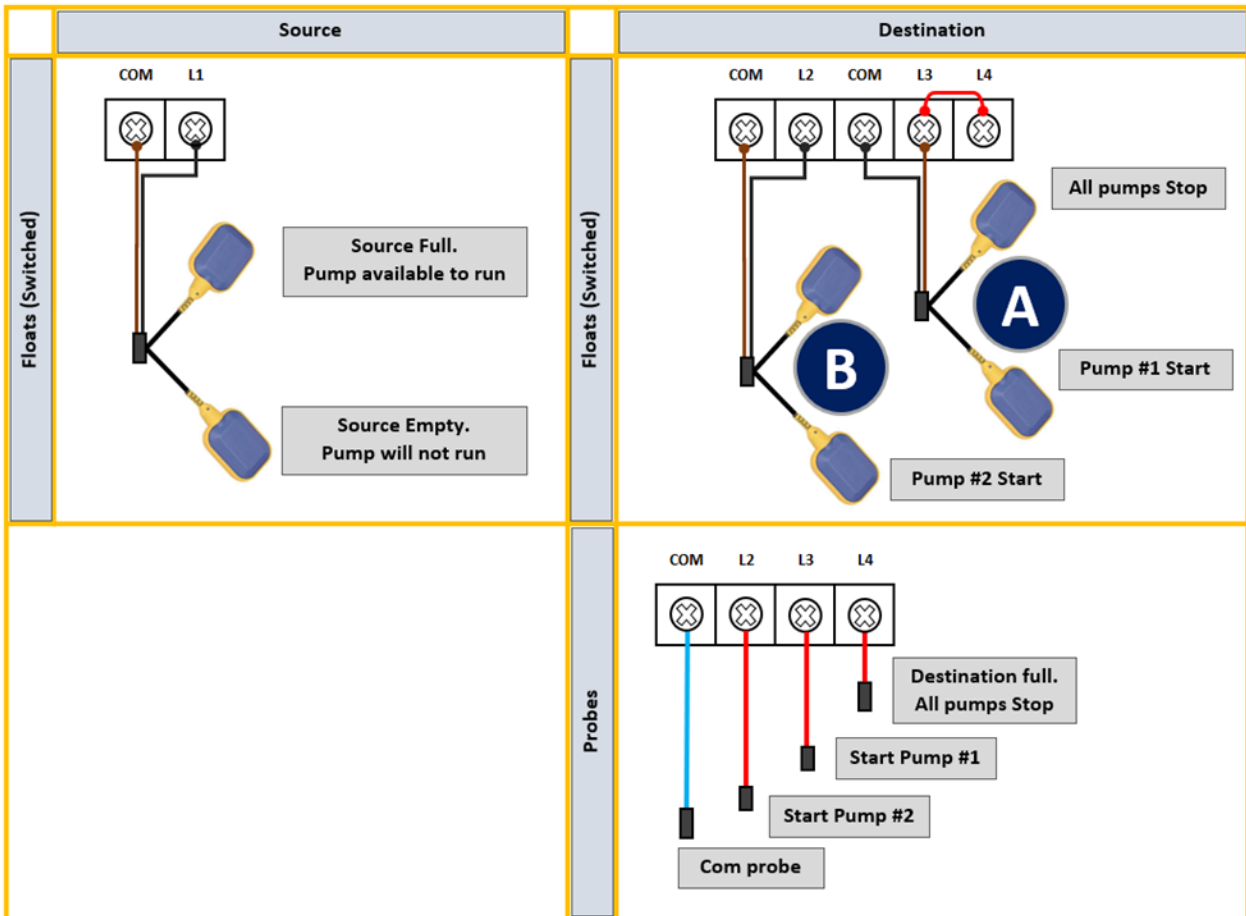 Source
Destination
Floats (Switched)
COM L1
Source Full.
Pump available to run
Source Empty.
Pump will not run
Floats (Switched)
COM L2 COM L3 L4
All pumps Stop
A
Pump #1 Start
B
Pump #2 Start
Probes
COM L2 L3 L4
Destination full.
All pumps Stop
Start Pump #1
Start Pump #2
Com probe